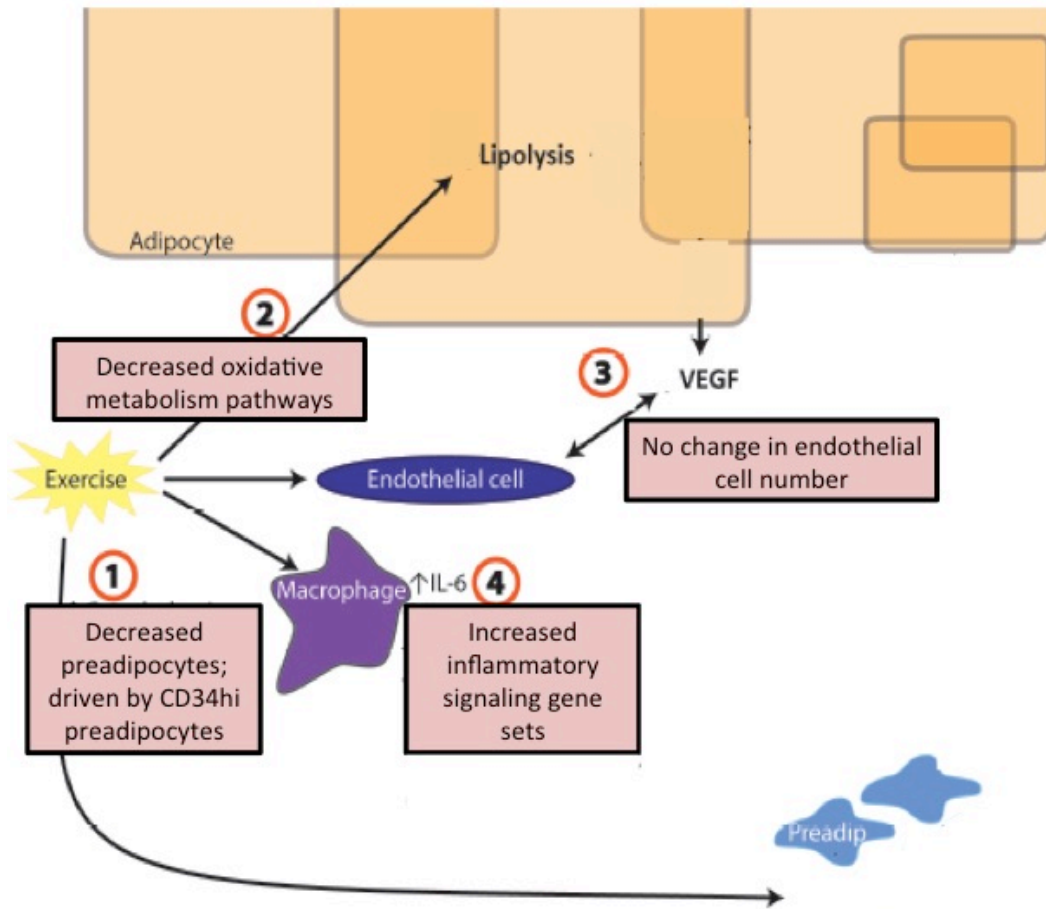 Lipolysis
Adipocyte
2
Decreased oxidative
metabolism pathways
3
VEGF
No change in endothelial
cell number
Exercise
Endothelial cell
1
Macrophage
↑IL-6
4
Decreased
preadipocytes;
driven by CD34hi
preadipocytes
Increased
inflammatory
signaling gene
sets
Preadip